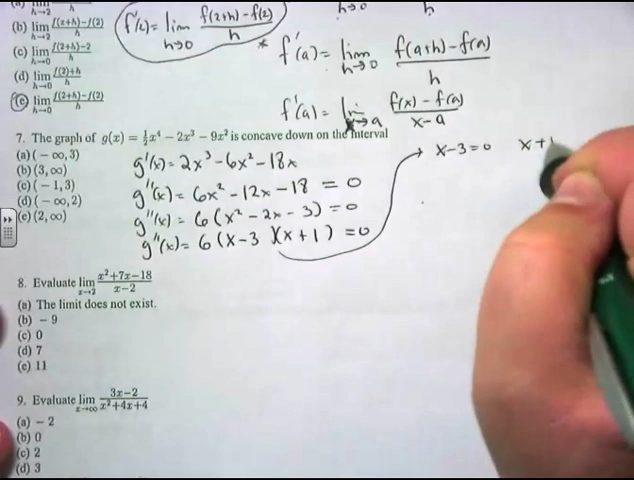 (b) lim h→2 f(x+h)−f(2) / h
f'(2) = lim h→0 f(2+h) − f(2) / h
h→0 h
(c) lim h→0 f(2+h)−2 / h
* f'(a) = lim h→0 f(a+h) − f(a) / h
(d) lim h→0 f(2)+h / h
(e) lim h→0 f(2+h)−f(2) / h
f'(a) = lim x→a f(x) − f(a) / x − a
7. The graph of g(x) = ½x⁴ − 2x³ − 9x² is concave down on the interval
(a) (−∞, 3)
g'(x) = 2x³ − 6x² − 18x
x − 3 = 0 x + 1
(b) (3, ∞)
(c) (−1, 3)
g''(x) = 6x² − 12x − 18 = 0
(d) (−∞, 2)
g''(x) = 6(x² − 2x − 3) = 0
(e) (2, ∞)
g''(x) = 6(x − 3)(x + 1) = 0
8. Evaluate lim x→2 x²+7x−18 / x−2
(a) The limit does not exist.
(b) −9
(c) 0
(d) 7
(e) 11
9. Evaluate lim x→∞ 3x−2 / x²+4x+4
(a) −2
(b) 0
(c) 2
(d) 3